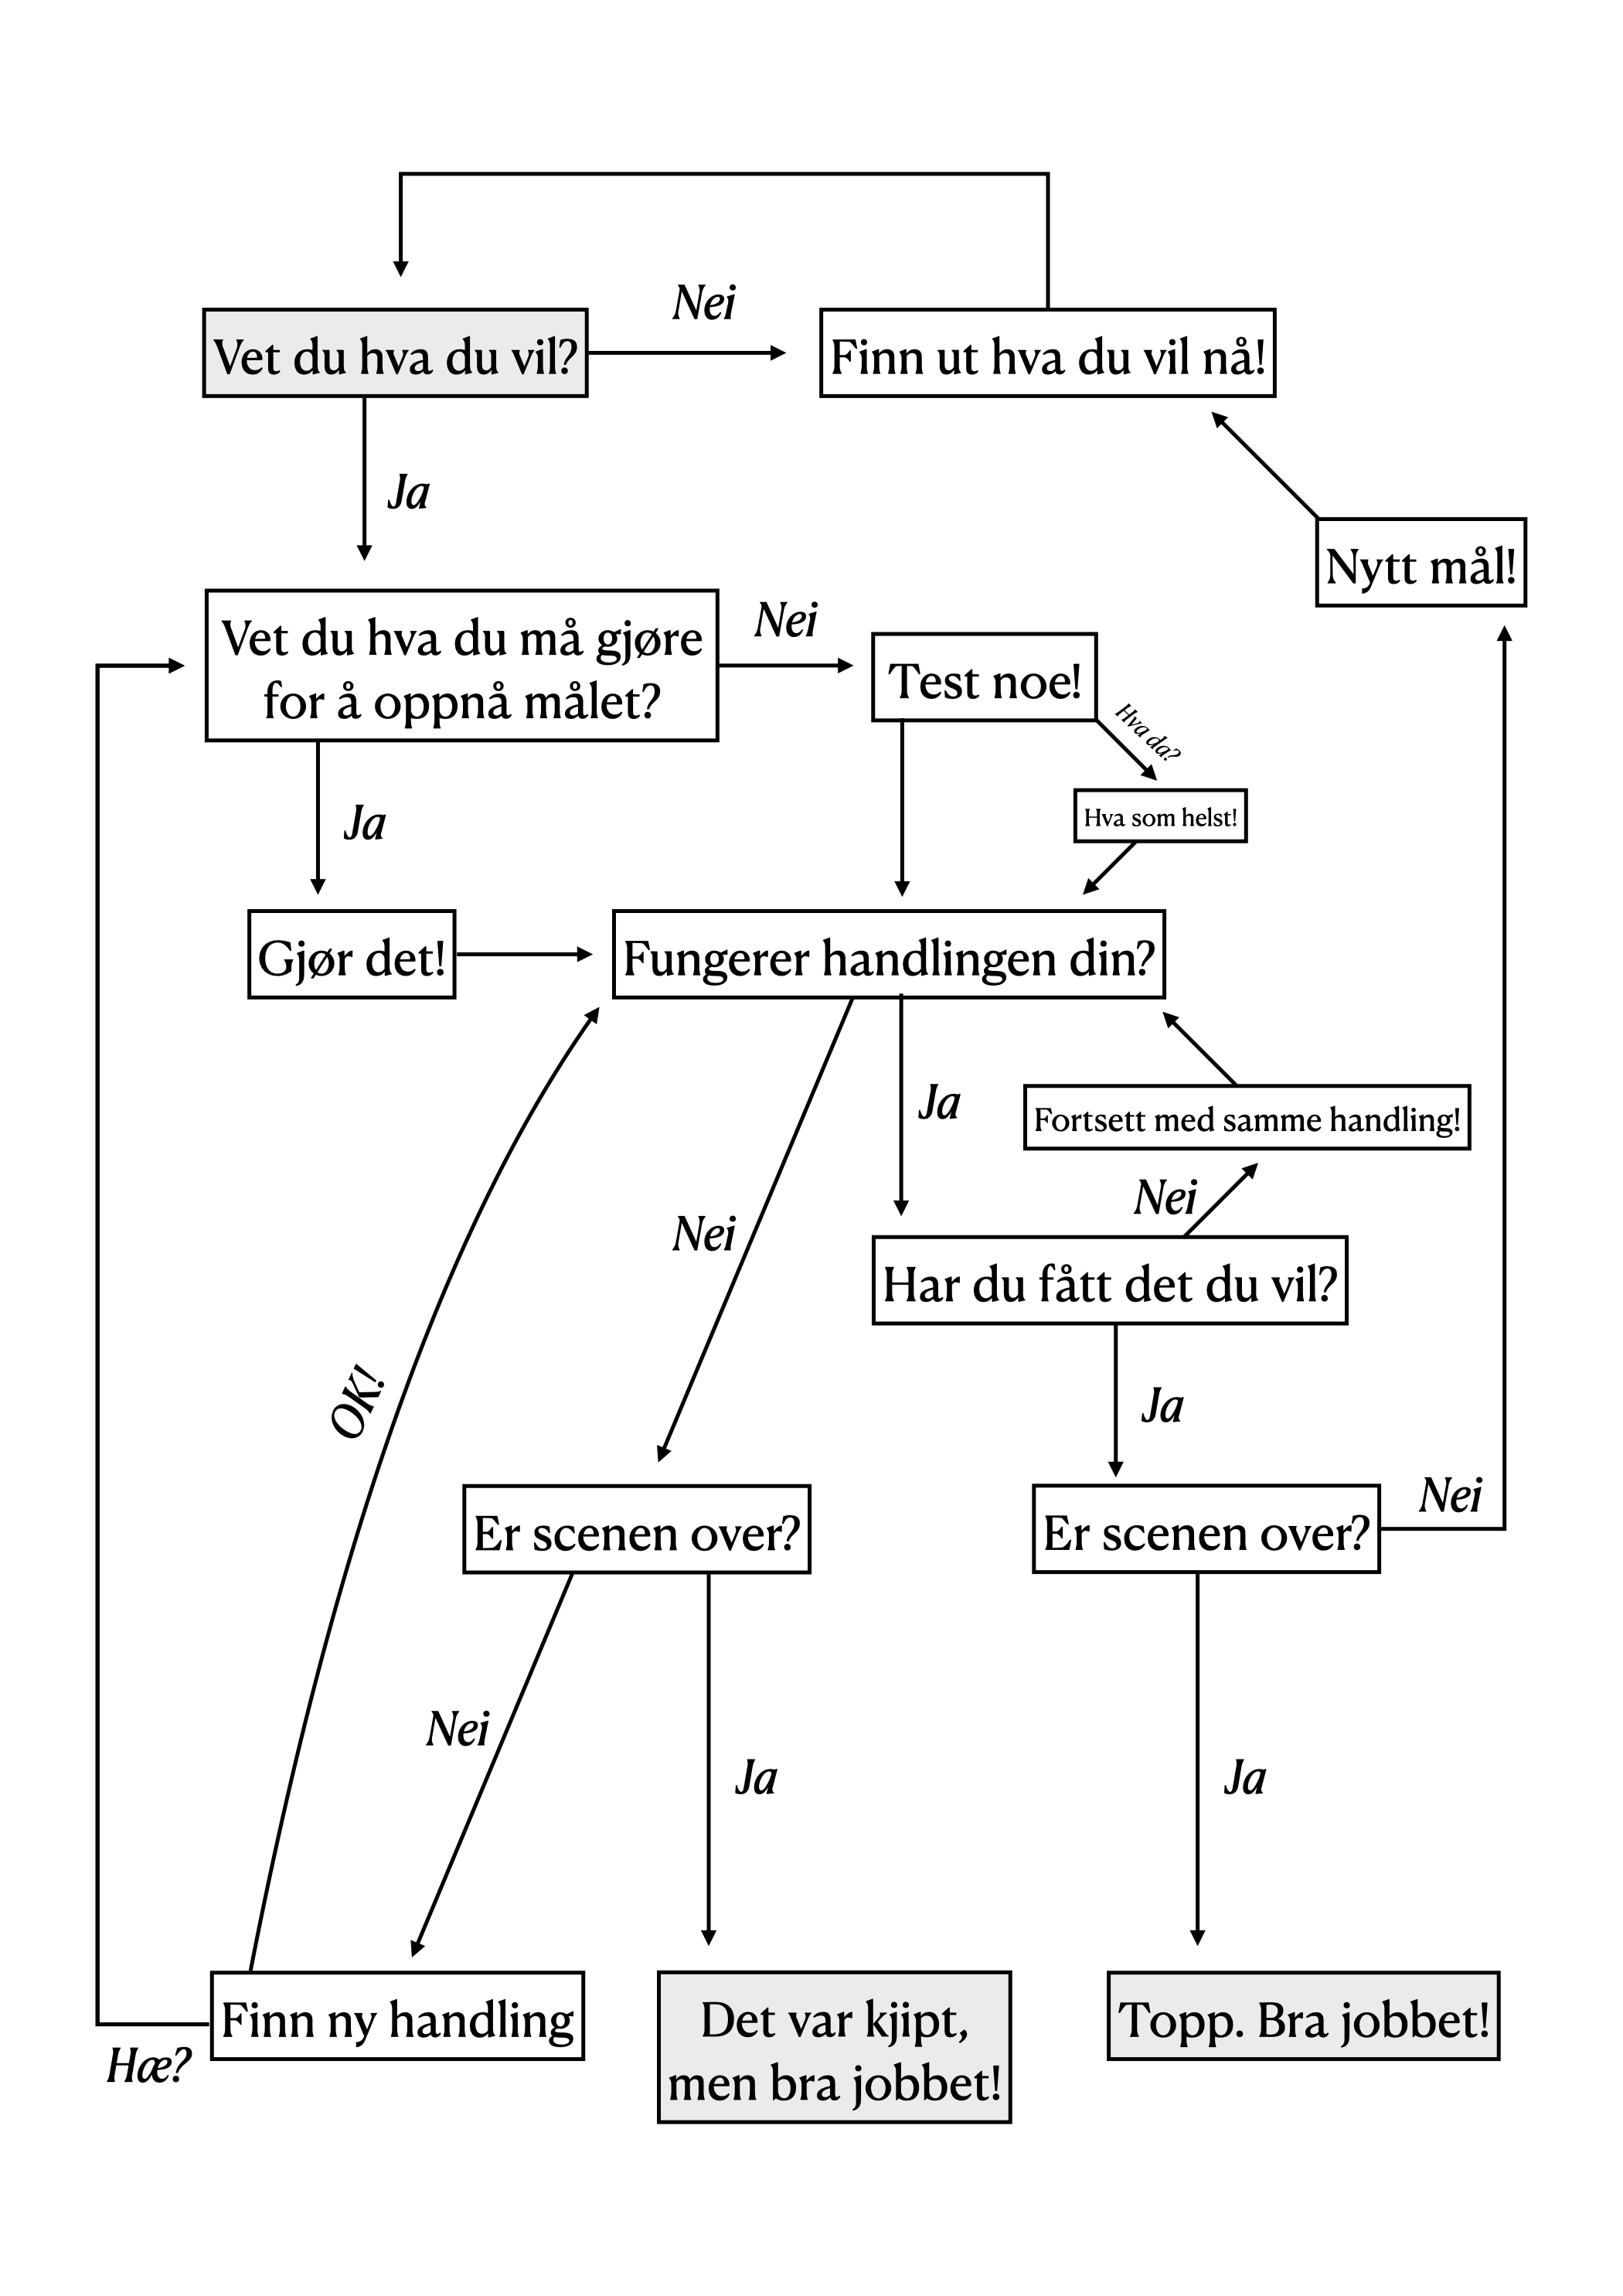 Nei
Vet du hva du vil?
Finn ut hva du vil nå!
Ja
Nytt mål!
Vet du hva du må gjøre
for å oppnå målet?
Nei
Test noe!
Hva da?
Hva som helst!
Ja
Gjør det!
Fungerer handlingen din?
Ja
Fortsett med samme handling!
Nei
Nei
Har du fått det du vil?
OK!
Ja
Er scenen over?
Er scenen over?
Nei
Nei
Ja
Ja
Finn ny handling
Hæ?
Det var kjipt,
men bra jobbet!
Topp. Bra jobbet!